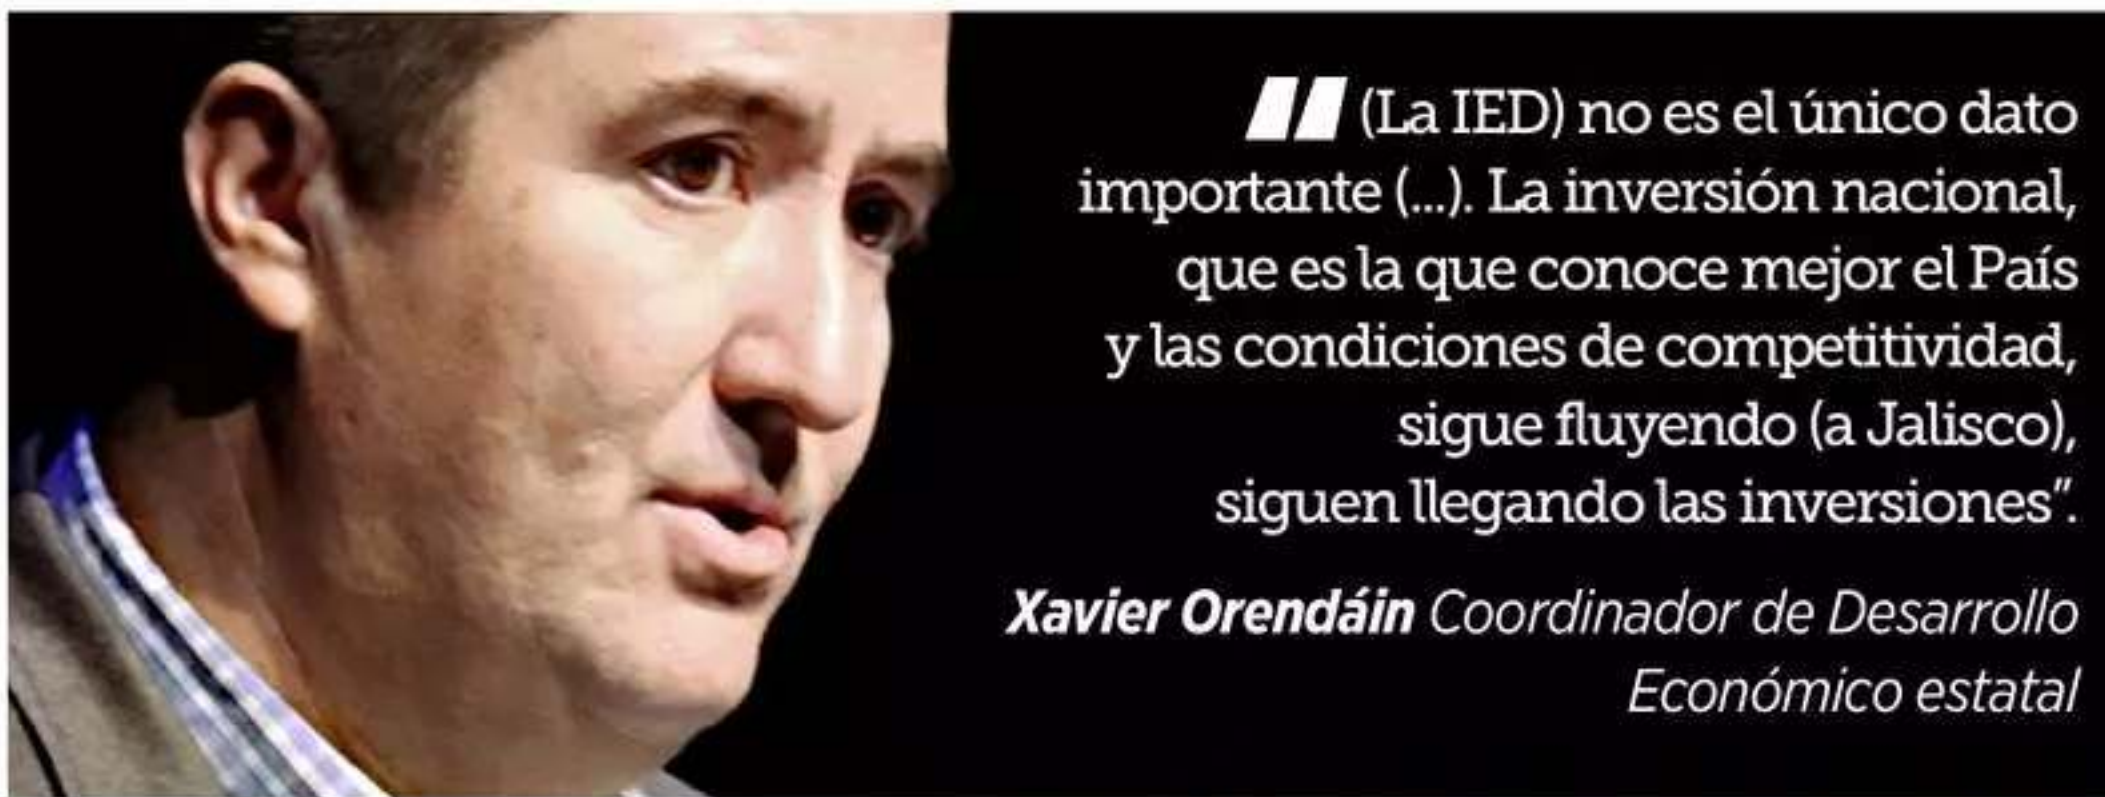 "(La IED) no es el único dato
importante (...). La inversión nacional,
que es la que conoce mejor el País
y las condiciones de competitividad,
sigue fluyendo (a Jalisco),
siguen llegando las inversiones”.
Xavier Orendáin Coordinador de Desarrollo
Económico estatal